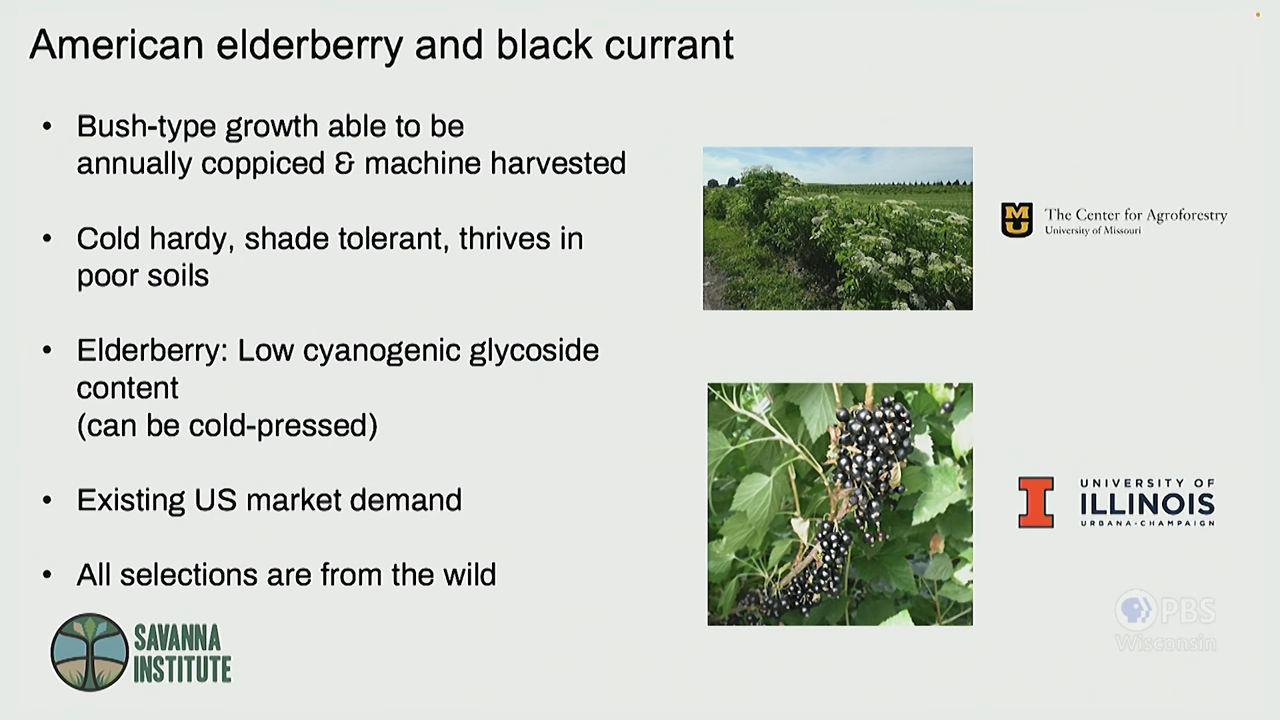 American elderberry and black currant
• Bush-type growth able to be
annually coppiced & machine harvested
• Cold hardy, shade tolerant, thrives in
poor soils
• Elderberry: Low cyanogenic glycoside
content
(can be cold-pressed)
• Existing US market demand
• All selections are from the wild
SAVANNA
INSTITUTE
MU
The Center for Agroforestry
University of Missouri
I
UNIVERSITY OF
ILLINOIS
URBANA-CHAMPAIGN
PBS
Wisconsin